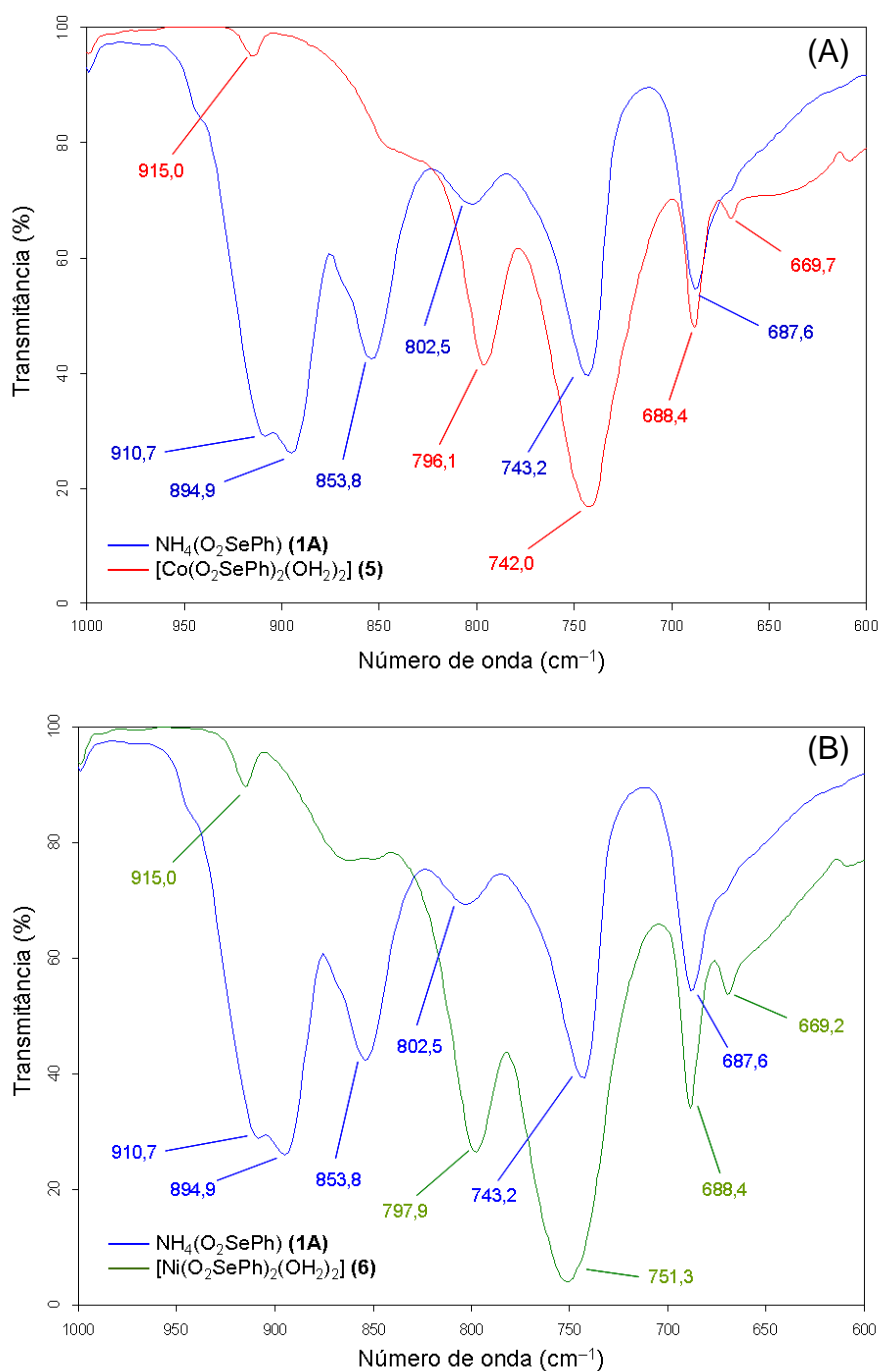 (A)
Transmitância (%)
100
80
60
40
20
0
915,0
802,5
669,7
687,6
688,4
796,1
743,2
910,7
894,9
853,8
742,0
NH₄(O₂SePh) (1A)
[Co(O₂SePh)₂(OH₂)₂] (5)
1000 950 900 850 800 750 700 650 600
Número de onda (cm⁻¹)
(B)
Transmitância (%)
100
80
60
40
20
0
915,0
802,5
669,2
687,6
910,7
894,9
853,8
797,9
743,2
688,4
751,3
NH₄(O₂SePh) (1A)
[Ni(O₂SePh)₂(OH₂)₂] (6)
1000 950 900 850 800 750 700 650 600
Número de onda (cm⁻¹)